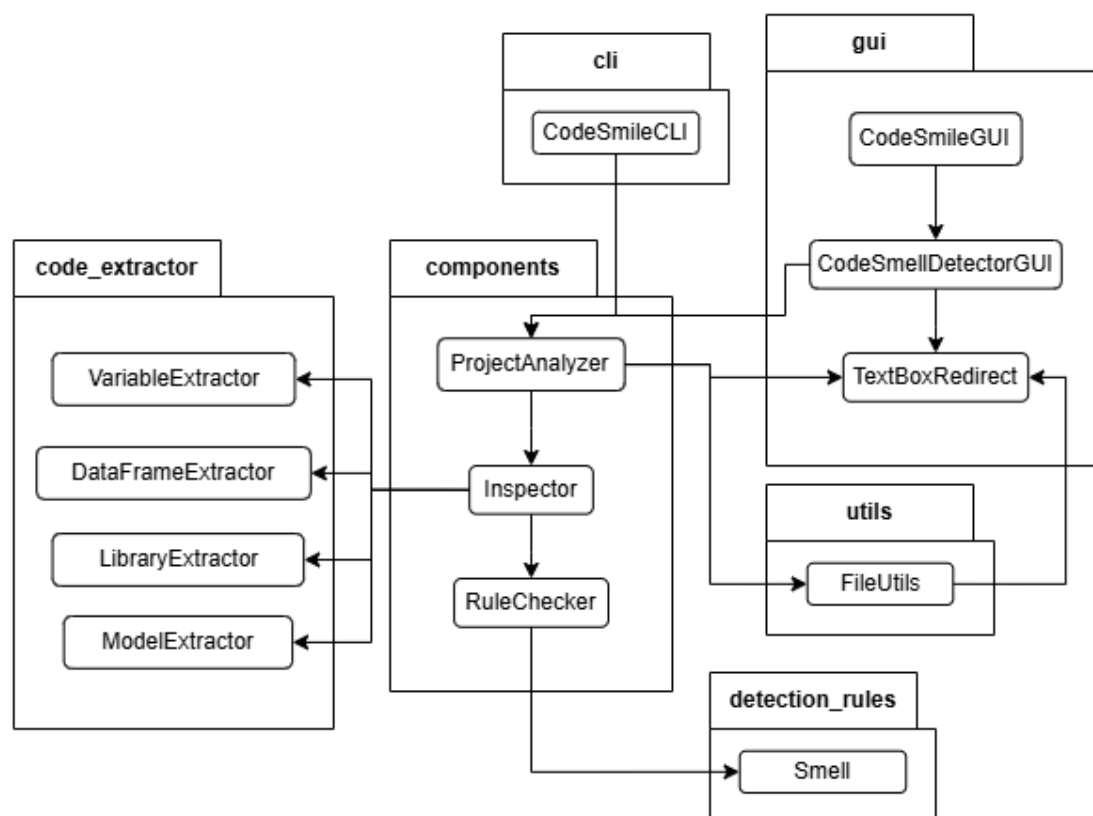 cli
CodeSmileCLI
gui
CodeSmileGUI
CodeSmellDetectorGUI
TextBoxRedirect
code_extractor
VariableExtractor
DataFrameExtractor
LibraryExtractor
ModelExtractor
components
ProjectAnalyzer
Inspector
RuleChecker
utils
FileUtils
detection_rules
Smell